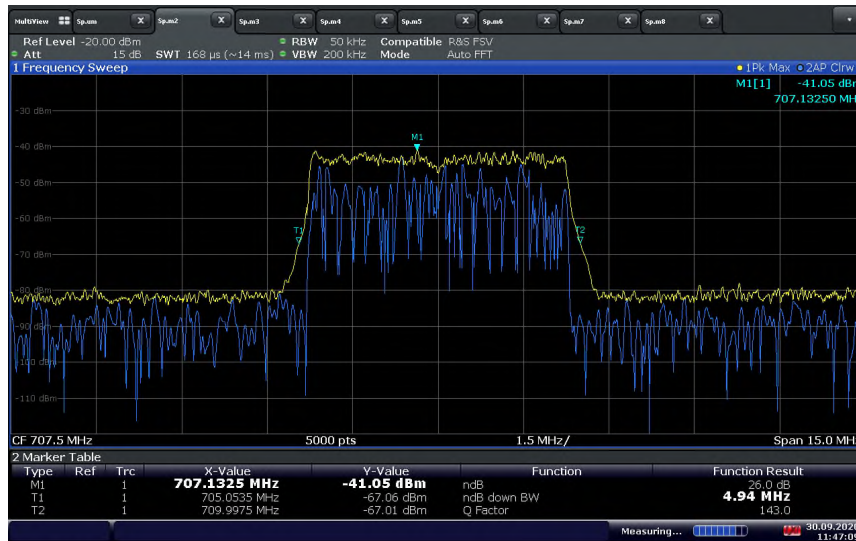 MultiView Sp.um X Sp.m2 X Sp.m3 X Sp.m4 X Sp.m5 X Sp.m6 X Sp.m7 X Sp.m8 X
Ref Level -20.00 dBm RBW 50 kHz Compatible R&S FSV
Att 15 dB SWT 168 µs (~14 ms) VBW 200 kHz Mode Auto FFT
1 Frequency Sweep 1Pk Max 2AP Clrw
M1[1] -41.05 dBm
707.13250 MH
-30 dBm
M1
-40 dBm
-50 dBm
-60 dBm
T1 T2
-70 dBm
-80 dBm
-90 dBm
-100 dBm
-110 dBm
CF 707.5 MHz 5000 pts 1.5 MHz/ Span 15.0 MH
2 Marker Table
Type Ref Trc X-Value Y-Value Function Function Result
M1 1 707.1325 MHz -41.05 dBm ndB 26.0 dB
T1 1 705.0535 MHz -67.06 dBm ndB down BW 4.94 MHz
T2 1 709.9975 MHz -67.01 dBm Q Factor 143.0
Measuring... 30.09.2020
11:47:09